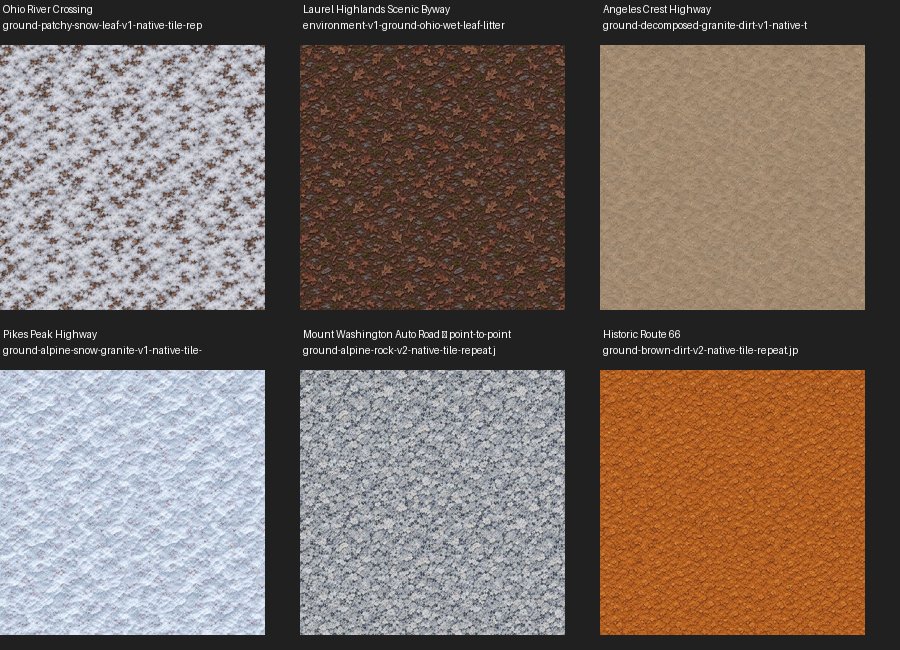 Ohio River Crossing
ground-patchy-snow-leaf-v1-native-tile-rep
Laurel Highlands Scenic Byway
environment-v1-ground-ohio-wet-leaf-litter
Angeles Crest Highway
ground-decomposed-granite-dirt-v1-native-t
Pikes Peak Highway
ground-alpine-snow-granite-v1-native-tile-
Mount Washington Auto Road point-to-point
ground-alpine-rock-v2-native-tile-repeat.j
Historic Route 66
ground-brown-dirt-v2-native-tile-repeat.jp